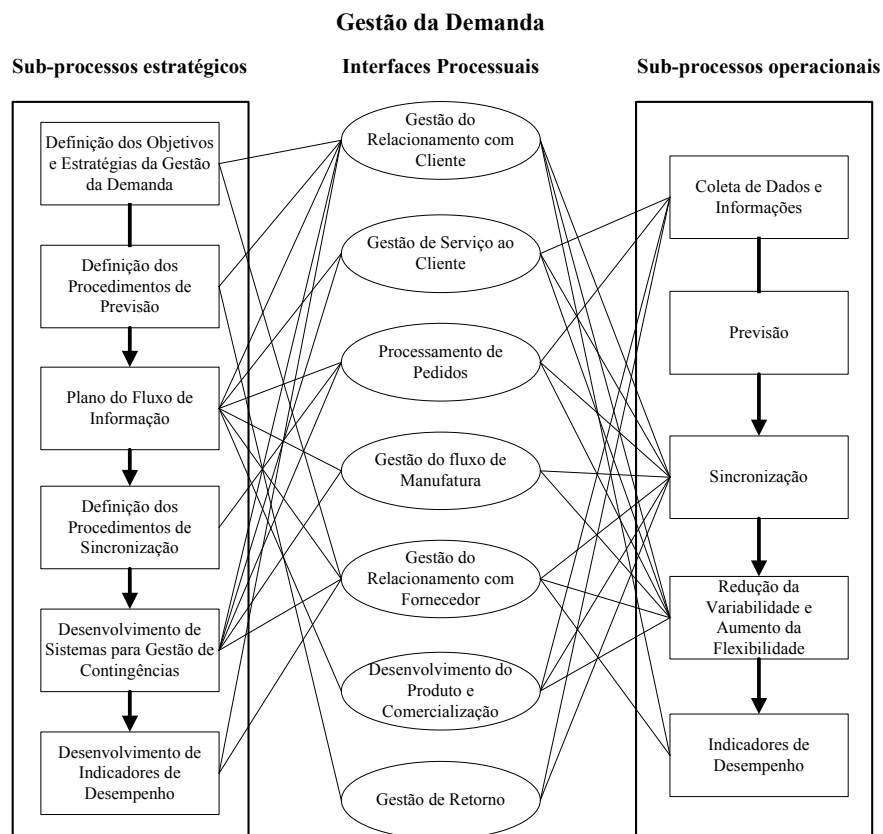 Gestão da Demanda
Sub-processos estratégicos
Interfaces Processuais
Sub-processos operacionais
Definição dos Objetivos
e Estratégias da Gestão
da Demanda
Definição dos
Procedimentos de
Previsão
Plano do Fluxo de
Informação
Definição dos
Procedimentos de
Sincronização
Desenvolvimento de
Sistemas para Gestão de
Contingências
Desenvolvimento de
Indicadores de
Desempenho
Gestão do
Relacionamento com
Cliente
Gestão de Serviço ao
Cliente
Processamento de
Pedidos
Gestão do fluxo de
Manufatura
Gestão do
Relacionamento com
Fornecedor
Desenvolvimento do
Produto e
Comercialização
Gestão de Retorno
Coleta de Dados e
Informações
Previsão
Sincronização
Redução da
Variabilidade e
Aumento da
Flexibilidade
Indicadores de
Desempenho